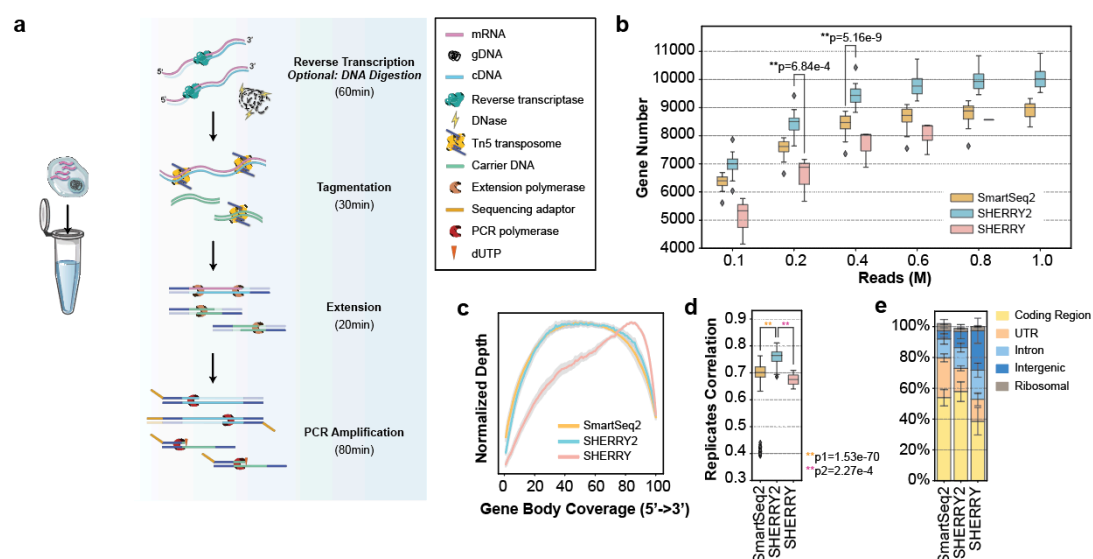 a
5'
3'
5'
3'
Reverse Transcription
Optional: DNA Digestion
(60min)
Tagmentation
(30min)
Extension
(20min)
PCR Amplification
(80min)
mRNA
gDNA
cDNA
Reverse transcriptase
DNase
Tn5 transposome
Carrier DNA
Extension polymerase
Sequencing adaptor
PCR polymerase
dUTP
b
Gene Number
11000
10000
9000
8000
7000
6000
5000
4000
**p=6.84e-4
**p=5.16e-9
SmartSeq2
SHERRY2
SHERRY
0.1 0.2 0.4 0.6 0.8 1.0
Reads (M)
c
Normalized Depth
SmartSeq2
SHERRY2
SHERRY
0 20 40 60 80 100
Gene Body Coverage (5'->3')
d
Replicates Correlation
0.9
0.8
0.7
0.6
0.5
0.4
0.3
** **
SmartSeq2
SHERRY2
SHERRY
**p1=1.53e-70
**p2=2.27e-4
e
100%
80%
60%
40%
20%
0%
SmartSeq2
SHERRY2
SHERRY
Coding Region
UTR
Intron
Intergenic
Ribosomal